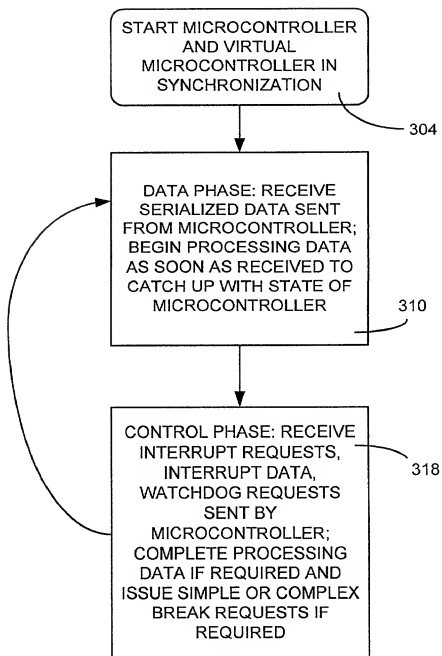 START MICROCONTROLLER
AND VIRTUAL
MICROCONTROLLER IN
SYNCHRONIZATION
304
DATA PHASE: RECEIVE
SERIALIZED DATA SENT
FROM MICROCONTROLLER;
BEGIN PROCESSING DATA
AS SOON AS RECEIVED TO
CATCH UP WITH STATE OF
MICROCONTROLLER
310
CONTROL PHASE: RECEIVE
INTERRUPT REQUESTS,
INTERRUPT DATA,
WATCHDOG REQUESTS
SENT BY
MICROCONTROLLER;
COMPLETE PROCESSING
DATA IF REQUIRED AND
ISSUE SIMPLE OR COMPLEX
BREAK REQUESTS IF
REQUIRED
318